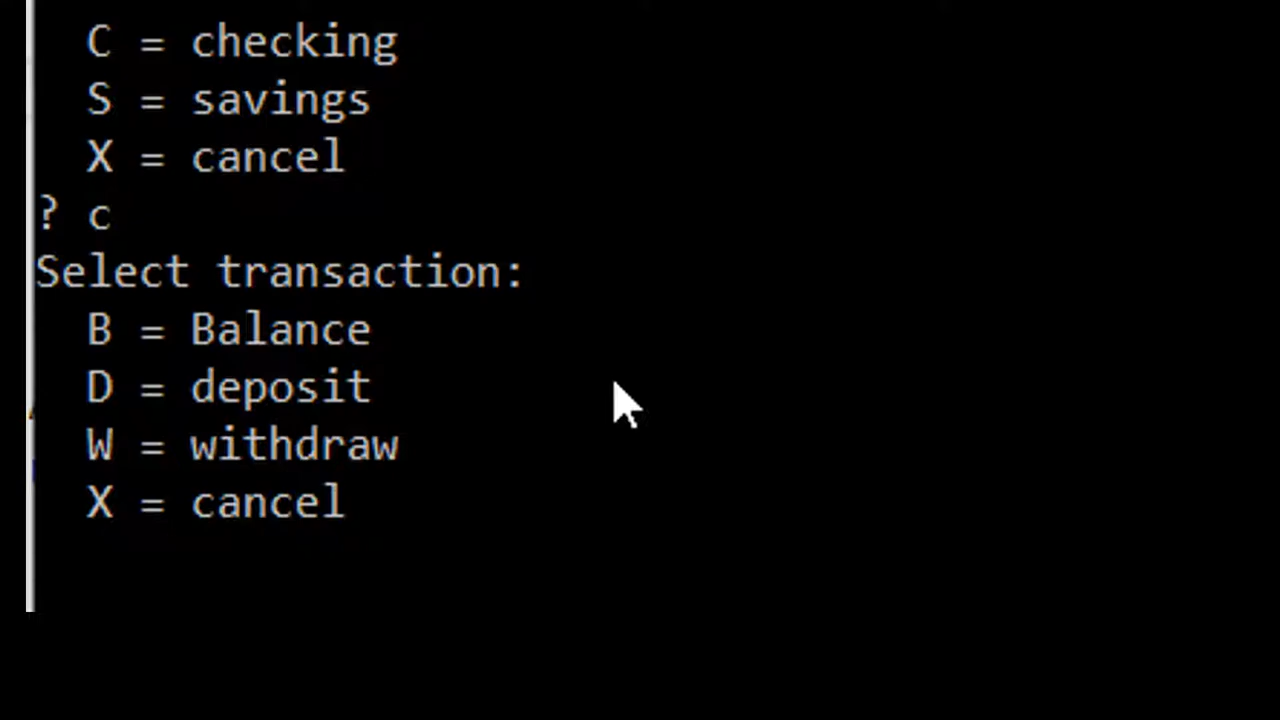 C = checking
S = savings
X = cancel
? c
Select transaction:
B = Balance
D = deposit
W = withdraw
X = cancel